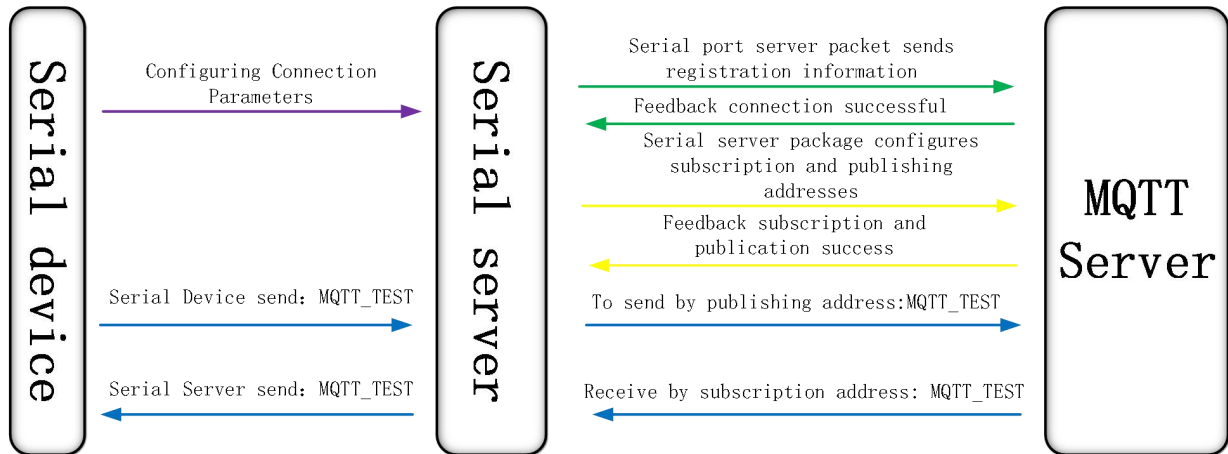 Serial device
Configuring Connection
Parameters
Serial Device send: MQTT_TEST
Serial Server send: MQTT_TEST
Serial server
Serial port server packet sends
registration information
Feedback connection successful
Serial server package configures
subscription and publishing
addresses
Feedback subscription and
publication success
To send by publishing address:MQTT_TEST
Receive by subscription address: MQTT_TEST
MQTT
Server